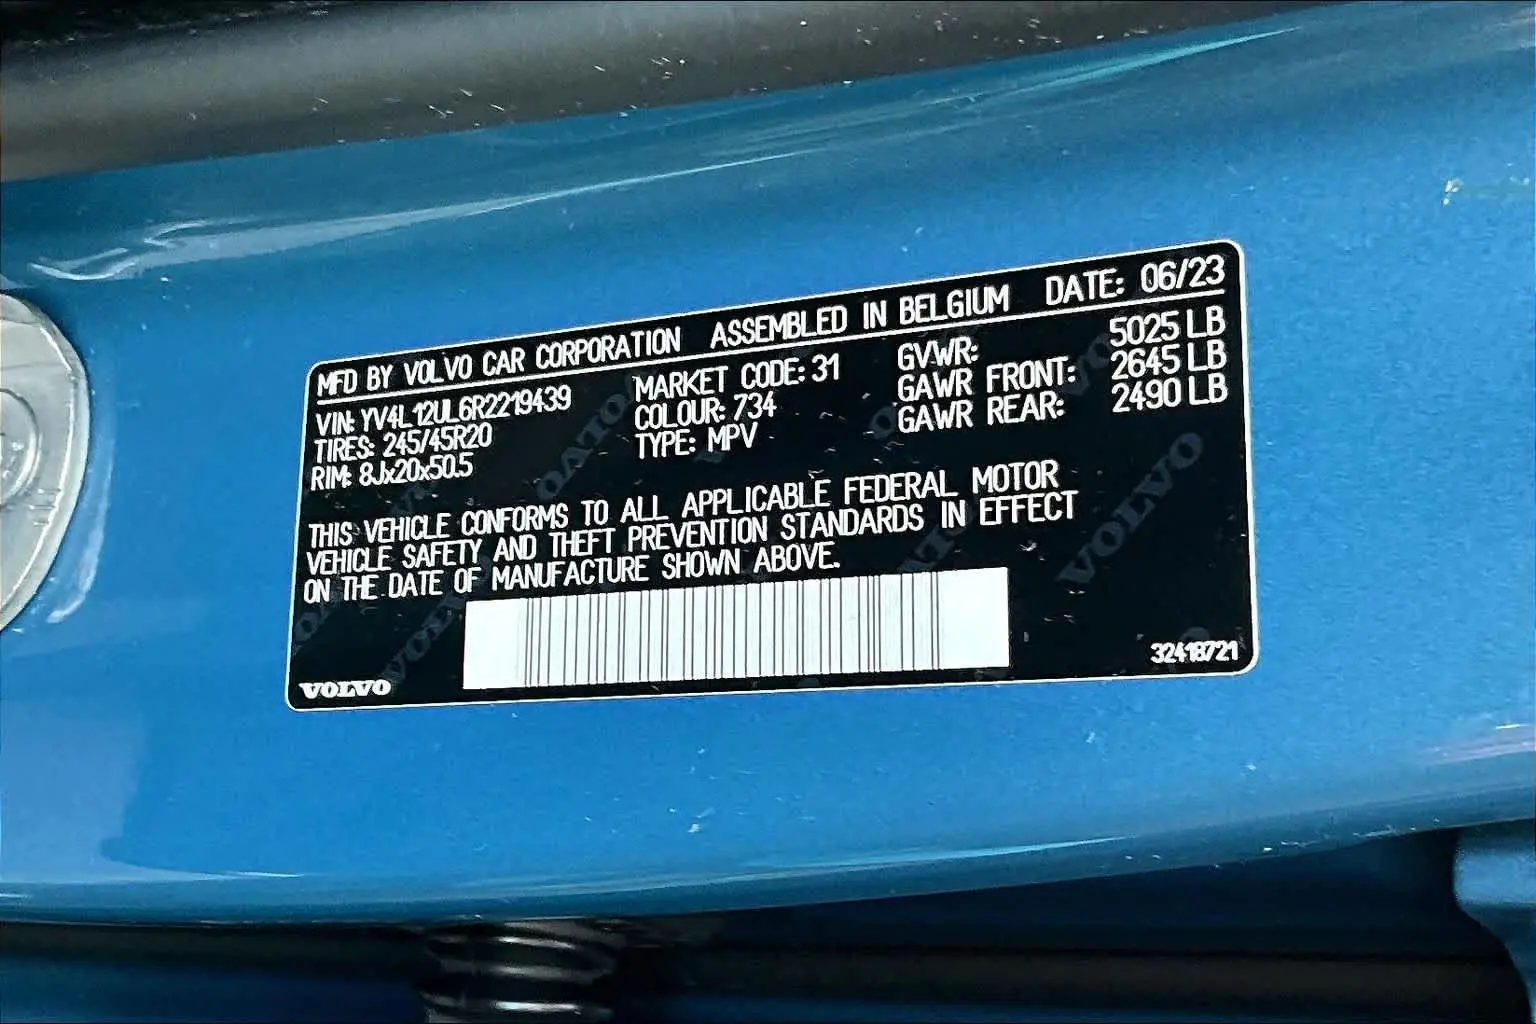 MFD BY VOLVO CAR CORPORATION ASSEMBLED IN BELGIUM DATE: 06/23
VIN: YV4L12UL6R2219439 MARKET CODE: 31 GVWR: 5025 LB
TIRES: 245/45R20 COLOUR: 734 GAWR FRONT: 2645 LB
RIM: 8Jx20x50.5 TYPE: MPV GAWR REAR: 2490 LB
THIS VEHICLE CONFORMS TO ALL APPLICABLE FEDERAL MOTOR
VEHICLE SAFETY AND THEFT PREVENTION STANDARDS IN EFFECT
ON THE DATE OF MANUFACTURE SHOWN ABOVE.
VOLVO 32418721